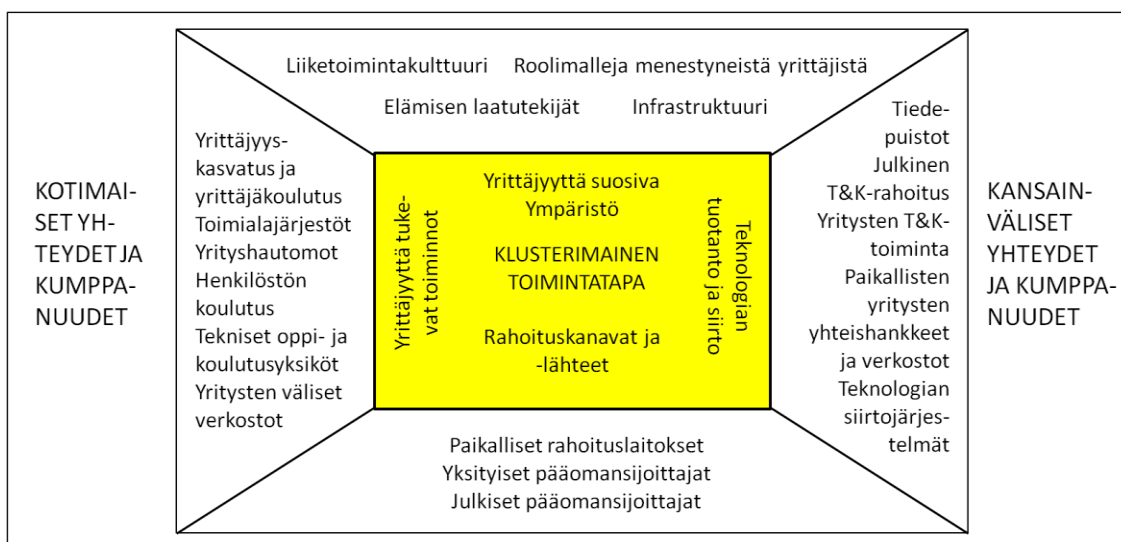 Liiketoimintakulttuuri Roolimalleja menestyneistä yrittäjistä
Elämisen laatutekijät Infrastruktuuri
KOTIMAI-
SET YH-
TEYDET JA
KUMPPA-
NUUDET
Yrittäjyys-
kasvatus ja
yrittäjäkoulutus
Toimialajärjestöt
Yrityshautomot
Henkilöstön
koulutus
Tekniset oppi- ja
koulutusyksiköt
Yritysten väliset
verkostot
Yrittäjyyttä tuke-
vat toiminnot
Yrittäjyyttä suosiva
Ympäristö
KLUSTERIMAINEN
TOIMINTATAPA
Rahoituskanavat ja
-lähteet
Teknologian
tuotanto ja siirto
Tiede-
puistot
Julkinen
T&K-rahoitus
Yritysten T&K-
toiminta
Paikallisten
yritysten
yhteishankkeet
ja verkostot
Teknologian
siirtojärjes-
telmät
KANSAIN-
VÄLISET
YHTEYDET
JA KUMPPA-
NUUDET
Paikalliset rahoituslaitokset
Yksityiset pääomansijoittajat
Julkiset pääomansijoittajat